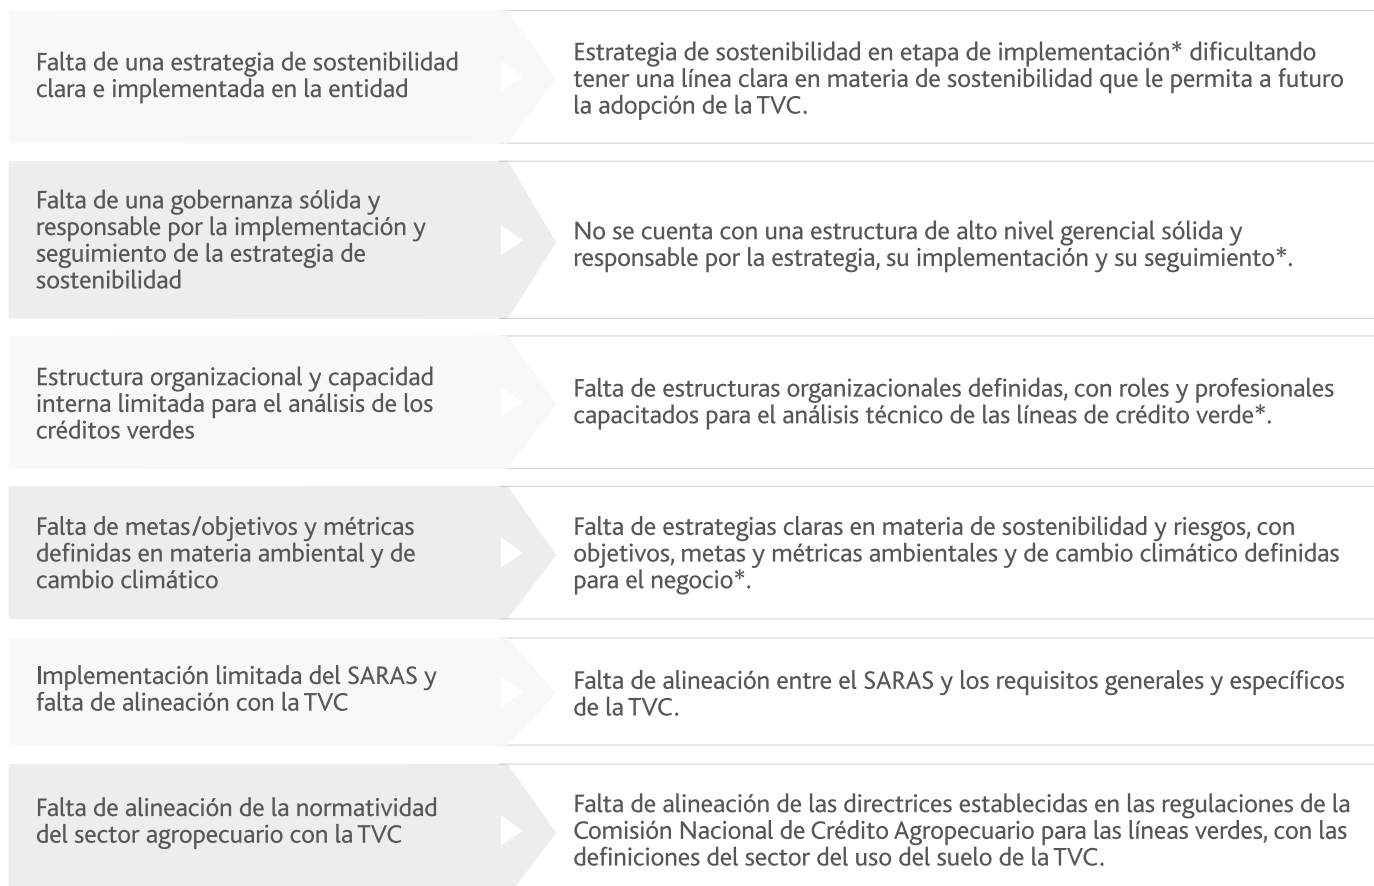 Falta de una estrategia de sostenibilidad
clara e implementada en la entidad
Estrategia de sostenibilidad en etapa de implementación* dificultando
tener una línea clara en materia de sostenibilidad que le permita a futuro
la adopción de la TVC.
Falta de una gobernanza sólida y
responsable por la implementación y
seguimiento de la estrategia de
sostenibilidad
No se cuenta con una estructura de alto nivel gerencial sólida y
responsable por la estrategia, su implementación y su seguimiento*.
Estructura organizacional y capacidad
interna limitada para el análisis de los
créditos verdes
Falta de estructuras organizacionales definidas, con roles y profesionales
capacitados para el análisis técnico de las líneas de crédito verde*.
Falta de metas/objetivos y métricas
definidas en materia ambiental y de
cambio climático
Falta de estrategias claras en materia de sostenibilidad y riesgos, con
objetivos, metas y métricas ambientales y de cambio climático definidas
para el negocio*.
Implementación limitada del SARAS y
falta de alineación con la TVC
Falta de alineación entre el SARAS y los requisitos generales y específicos
de la TVC.
Falta de alineación de la normatividad
del sector agropecuario con la TVC
Falta de alineación de las directrices establecidas en las regulaciones de la
Comisión Nacional de Crédito Agropecuario para las líneas verdes, con las
definiciones del sector del uso del suelo de la TVC.